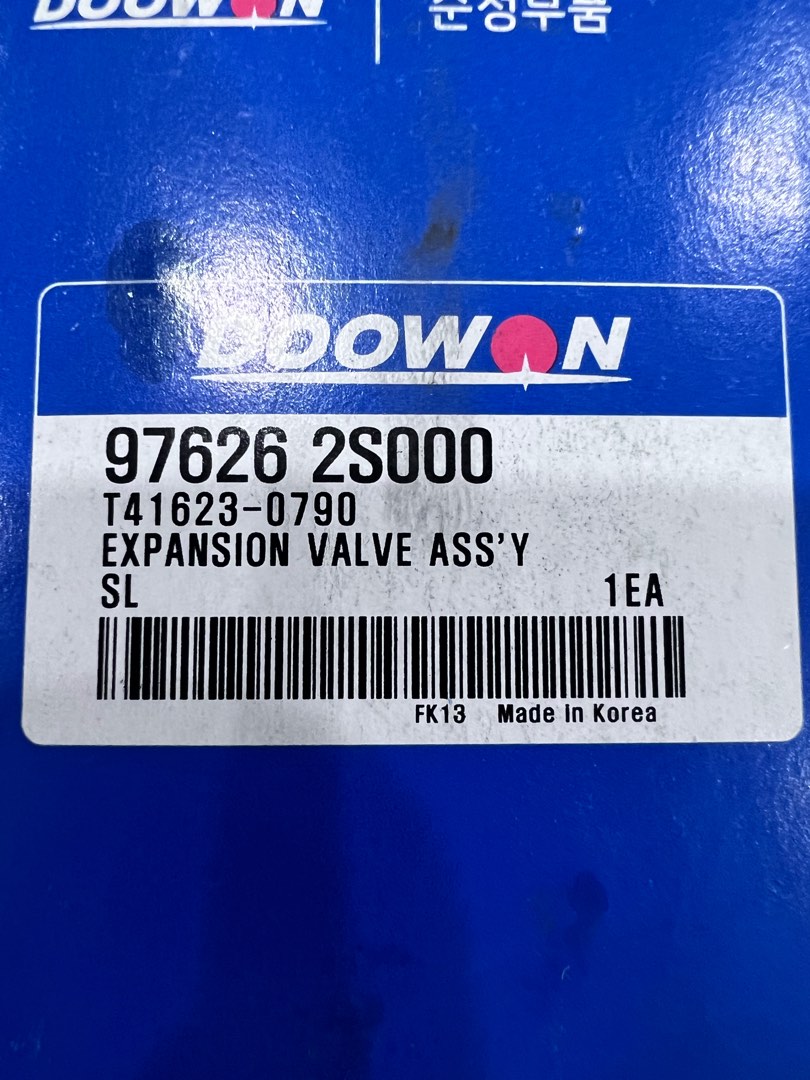 DOOWON 순정부품
DOOWON
97626 2S000
T41623-0790
EXPANSION VALVE ASS'Y
SL 1EA
FK13 Made In Korea